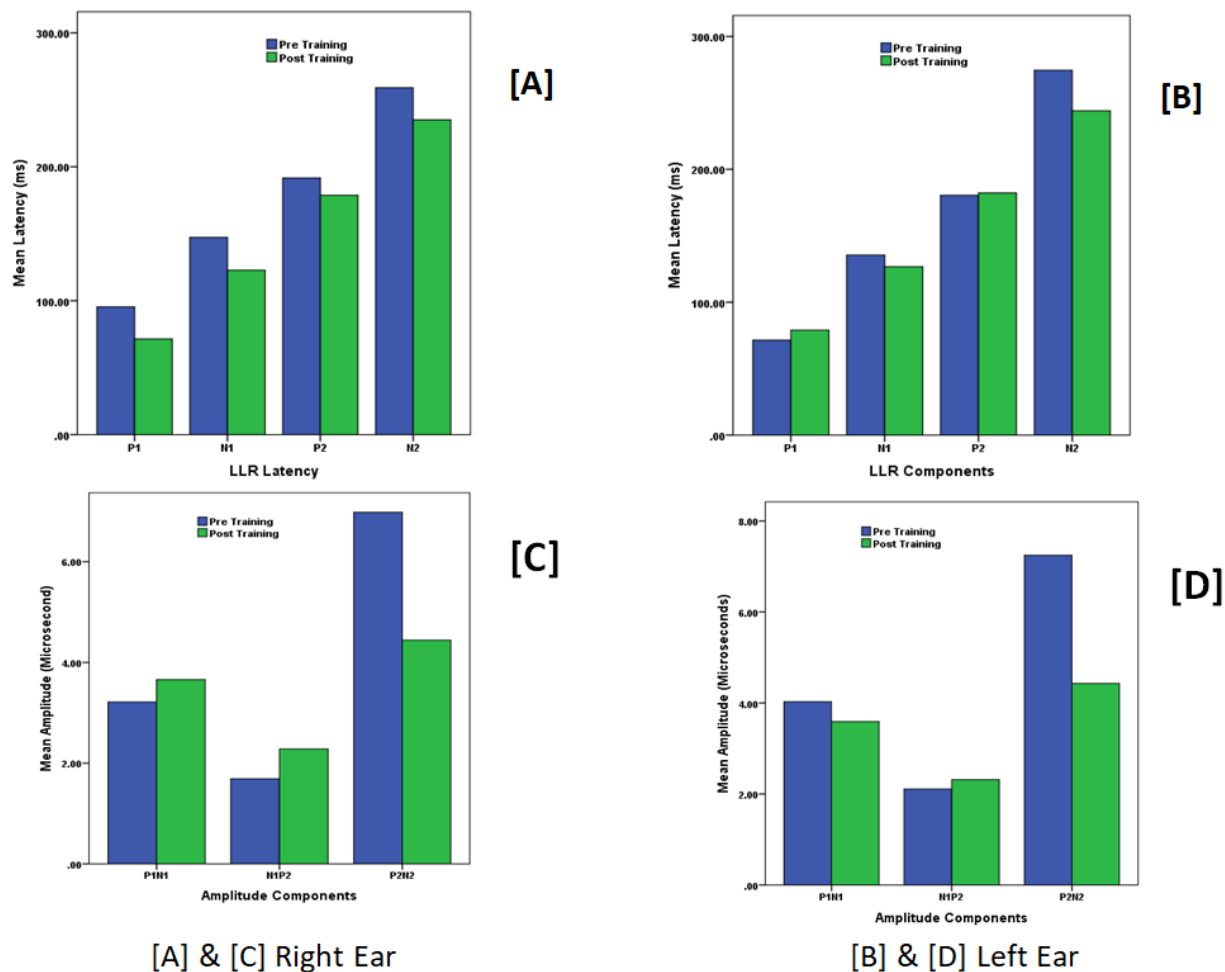 300.00
200.00
100.00
.00
Mean Latency (ms)
Pre Training
Post Training
P1 N1 P2 N2
LLR Latency
[A]
300.00
200.00
100.00
.00
Mean Latency (ms)
Pre Training
Post Training
P1 N1 P2 N2
LLR Components
[B]
6.00
4.00
2.00
.00
Mean Amplitude (Microsecond)
Pre Training
Post Training
P1N1 N1P2 P2N2
Amplitude Components
[C]
8.00
6.00
4.00
2.00
.00
Mean Amplitude (Microseconds)
Pre Training
Post Training
P1N1 N1P2 P2N2
Amplitude Components
[D]
[A] & [C] Right Ear
[B] & [D] Left Ear